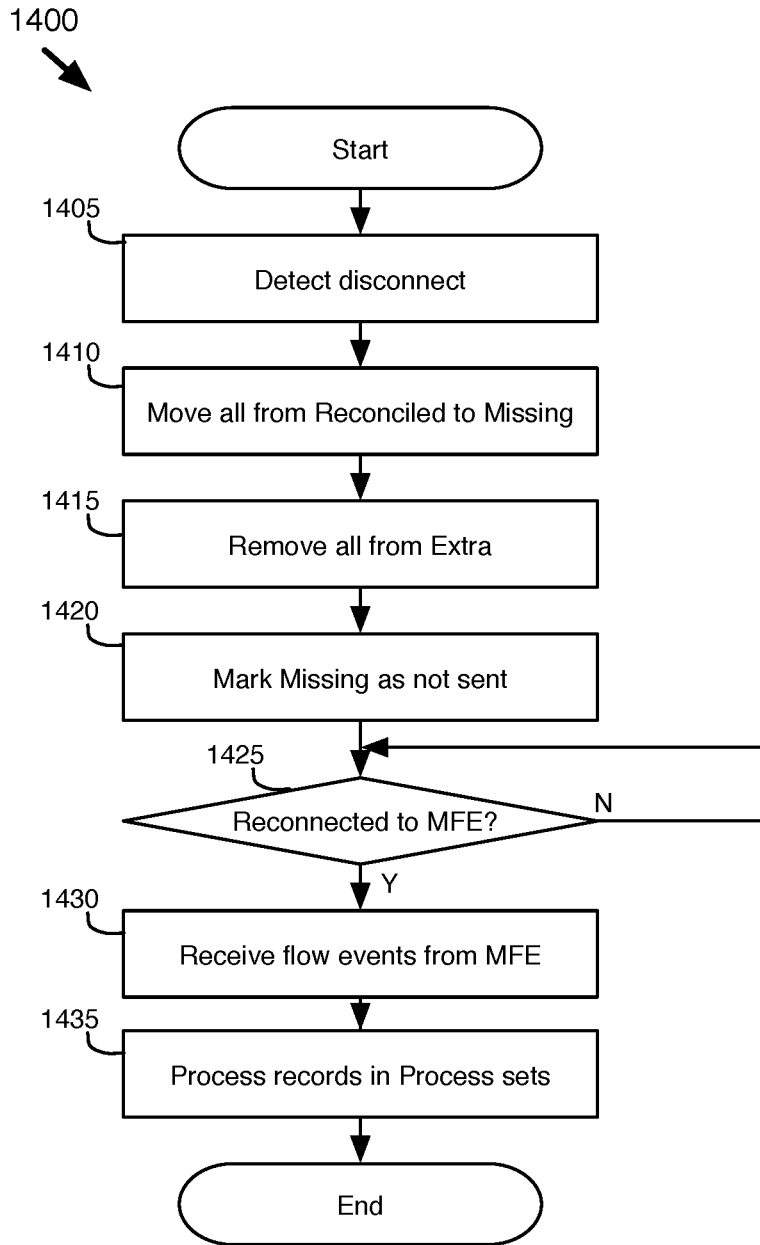 1400
Start
1405
Detect disconnect
1410
Move all from Reconciled to Missing
1415
Remove all from Extra
1420
Mark Missing as not sent
1425
Reconnected to MFE?
N
Y
1430
Receive flow events from MFE
1435
Process records in Process sets
End